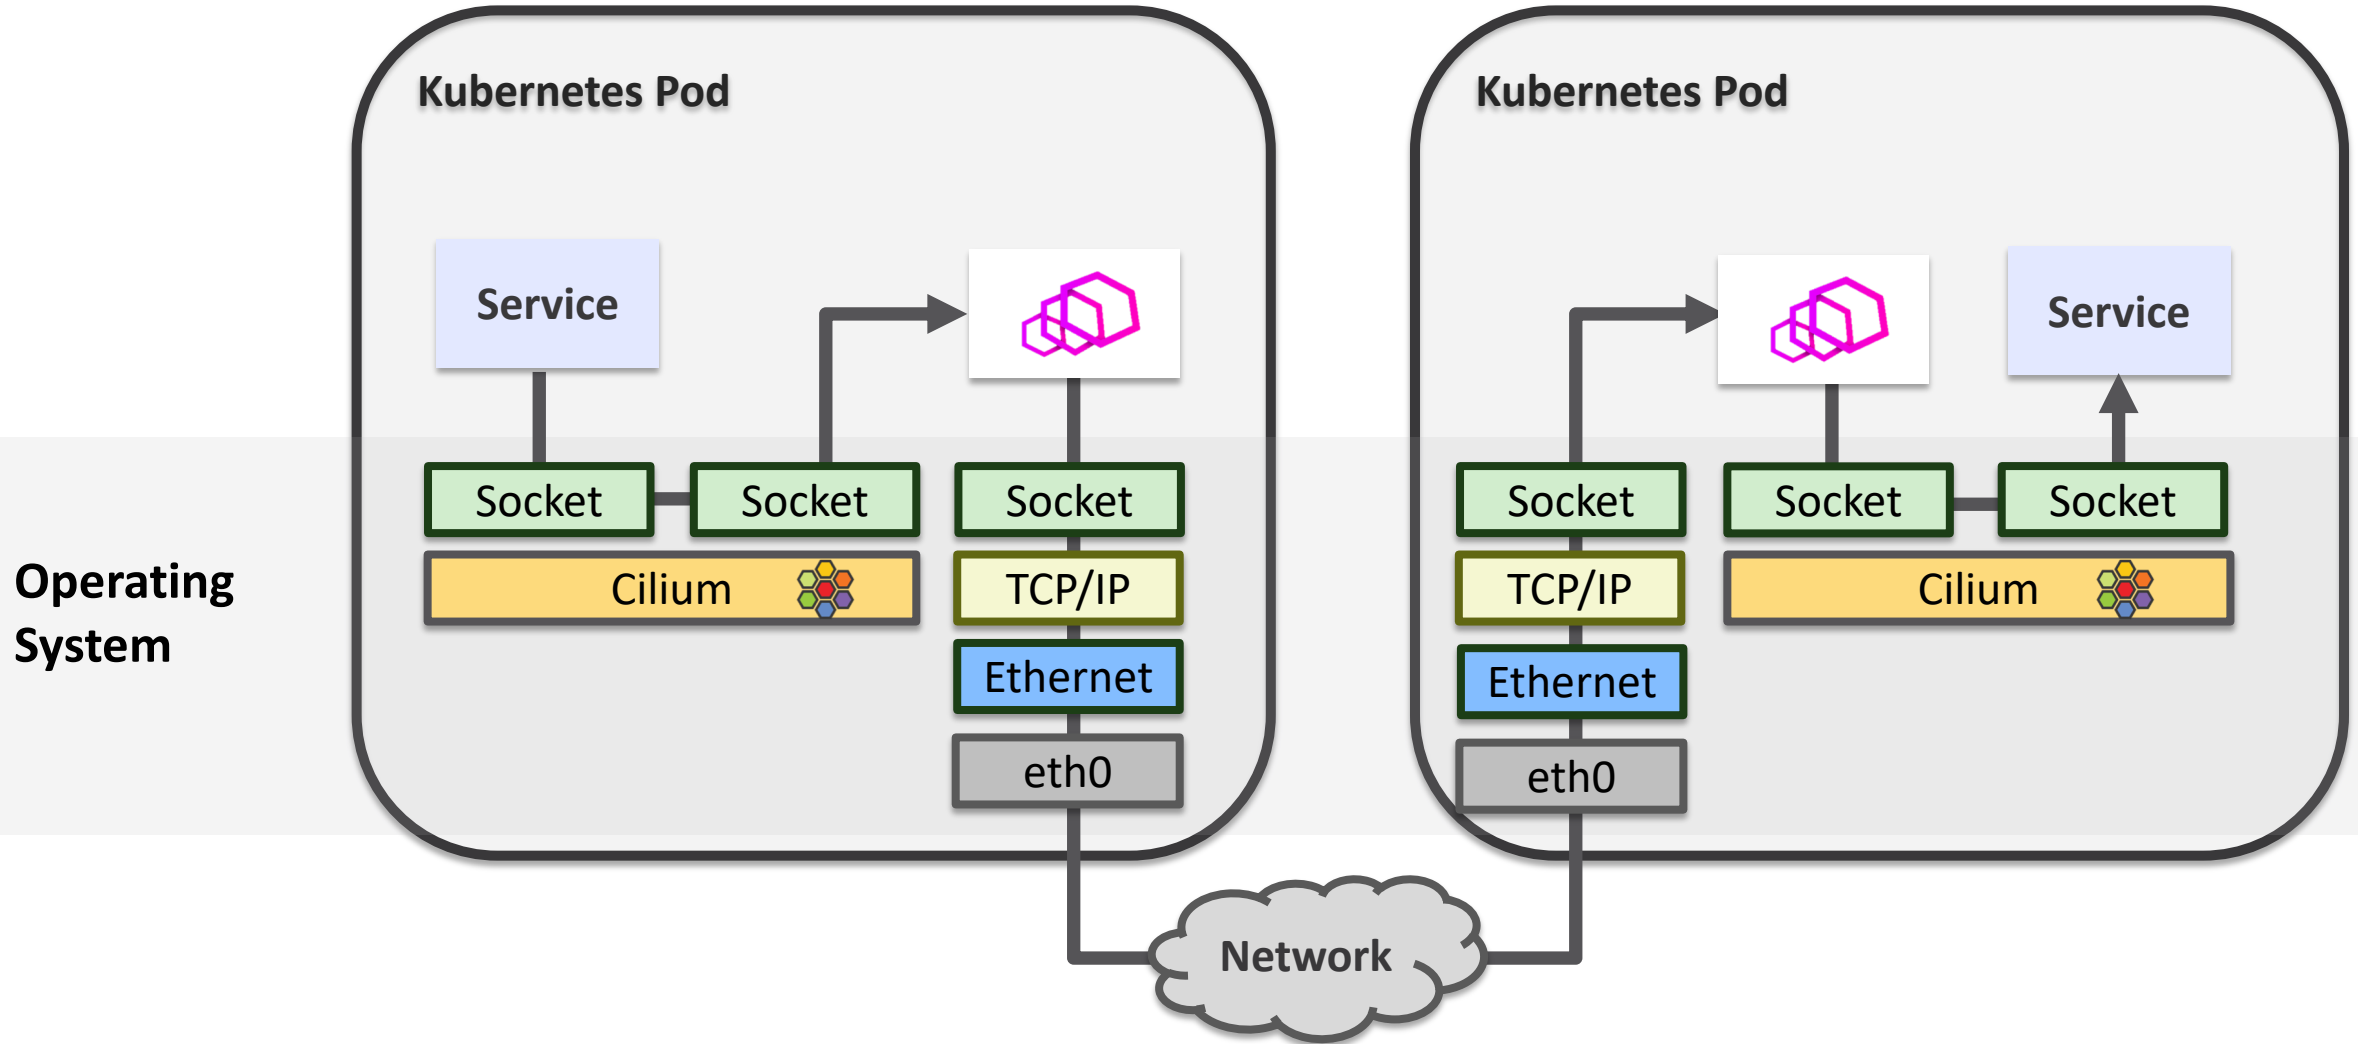 Kubernetes Pod
Service
Socket
Socket
Socket
Cilium
TCP/IP
Ethernet
eth0
Kubernetes Pod
Service
Socket
Socket
Socket
TCP/IP
Cilium
Ethernet
eth0
Operating
System
Network